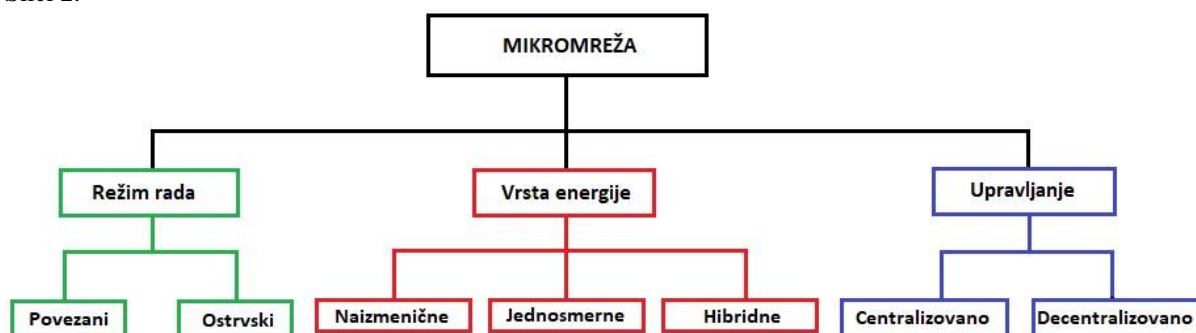 MIKROMREŽA
Režim rada
Vrsta energije
Upravljanje
Povezani
Ostrvski
Naizmenične
Jednosmerne
Hibridne
Centralizovano
Decentralizovano